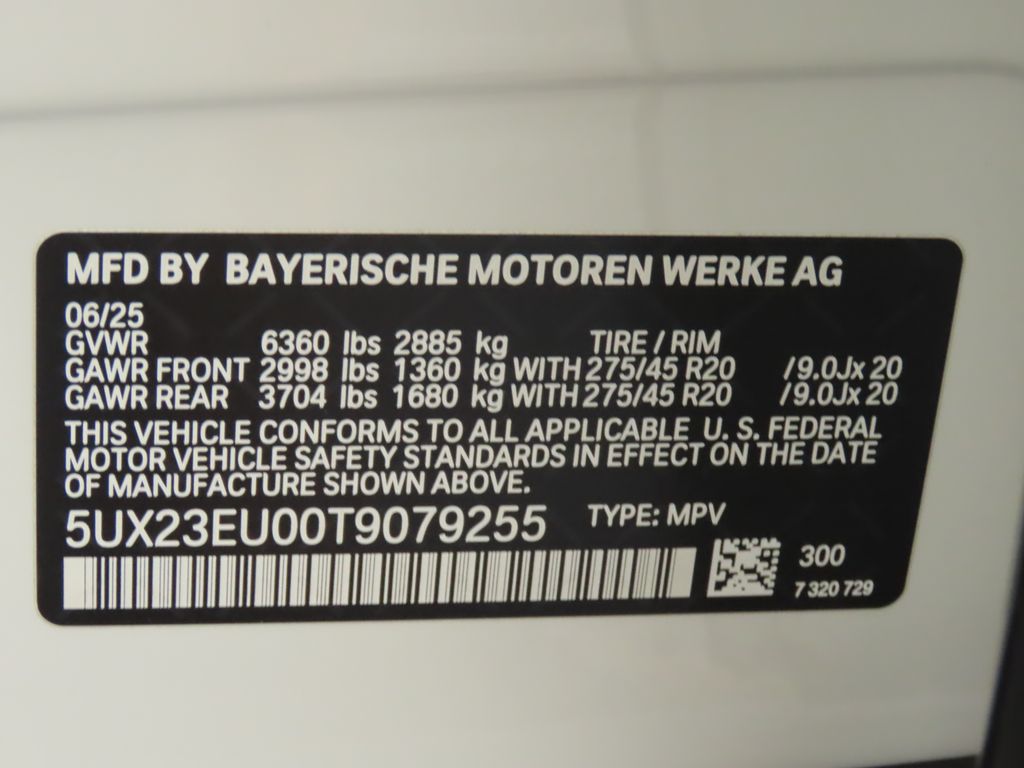 MFD BY BAYERISCHE MOTOREN WERKE AG
06/25
GVWR 6360 lbs 2885 kg TIRE / RIM
GAWR FRONT 2998 lbs 1360 kg WITH 275/45 R20 /9.0Jx 20
GAWR REAR 3704 lbs 1680 kg WITH 275/45 R20 /9.0Jx 20
THIS VEHICLE CONFORMS TO ALL APPLICABLE U. S. FEDERAL
MOTOR VEHICLE SAFETY STANDARDS IN EFFECT ON THE DATE
OF MANUFACTURE SHOWN ABOVE.
5UX23EU00T9079255 TYPE: MPV
300
7 320 729